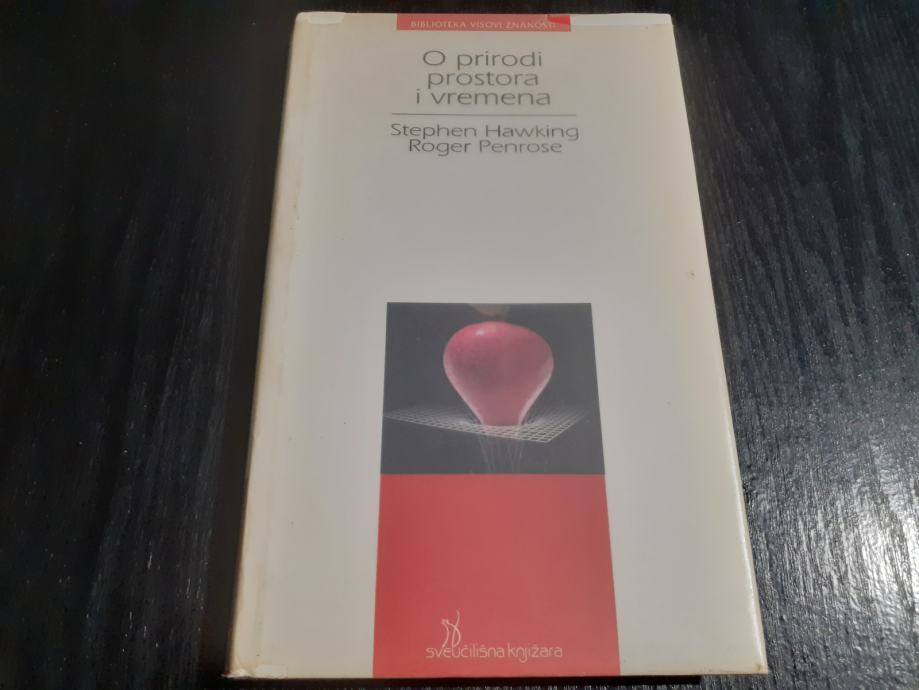 BIBLIOTEKA VISOVI ZNANOSTI
O prirodi
prostora
i vremena
Stephen Hawking
Roger Penrose
sveučilišna knjižara